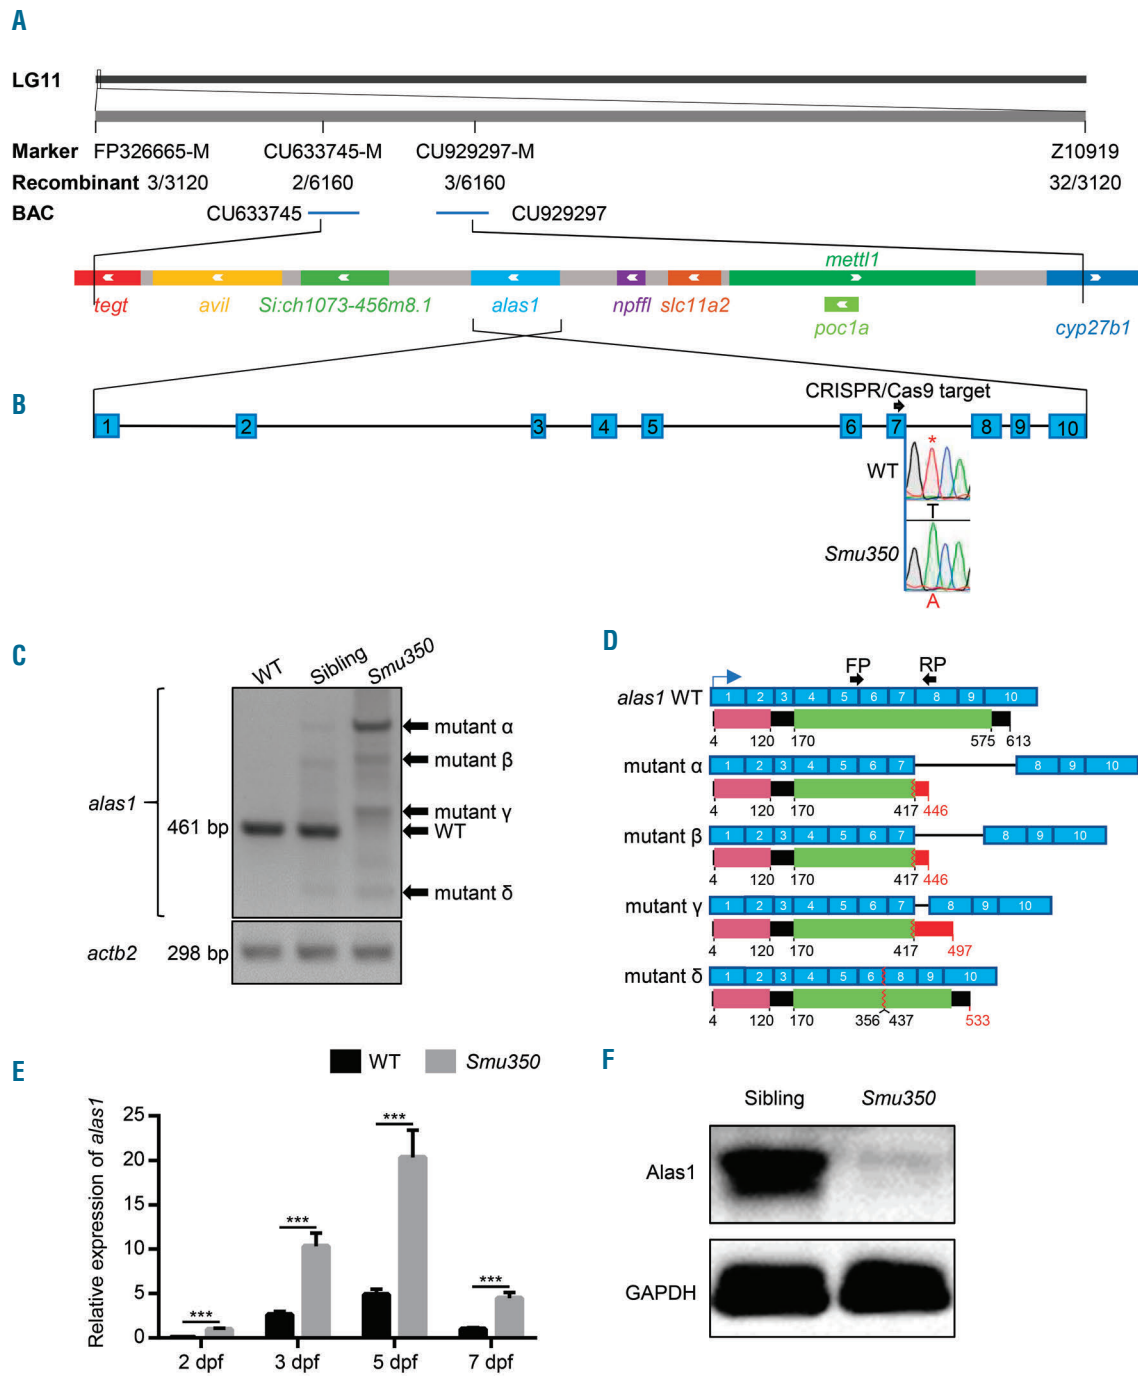 A
LG11
Marker FP326665-M CU633745-M CU929297-M Z10919
Recombinant 3/3120 2/6160 3/6160 32/3120
BAC CU633745 CU929297
mettl1
tegt avil Si:ch1073-456m8.1 alas1 npffl slc11a2 poc1a cyp27b1
B
CRISPR/Cas9 target
1 2 3 4 5 6 7 8 9 10
*
WT
T
Smu350
A
C
WT Sibling Smu350
mutant α
mutant β
alas1
mutant γ
461 bp WT
mutant δ
actb2 298 bp
D
FP RP
alas1 WT 1 2 3 4 5 6 7 8 9 10
4 120 170 575 613
mutant α 1 2 3 4 5 6 7 8 9 10
4 120 170 417 446
mutant β 1 2 3 4 5 6 7 8 9 10
4 120 170 417 446
mutant γ 1 2 3 4 5 6 7 8 9 10
4 120 170 417 497
mutant δ 1 2 3 4 5 6 8 9 10
4 120 170 356 437 533
E
WT Smu350
Relative expression of alas1
25
20
15
10
5
0
*** *** *** ***
2 dpf 3 dpf 5 dpf 7 dpf
F
Sibling Smu350
Alas1
GAPDH